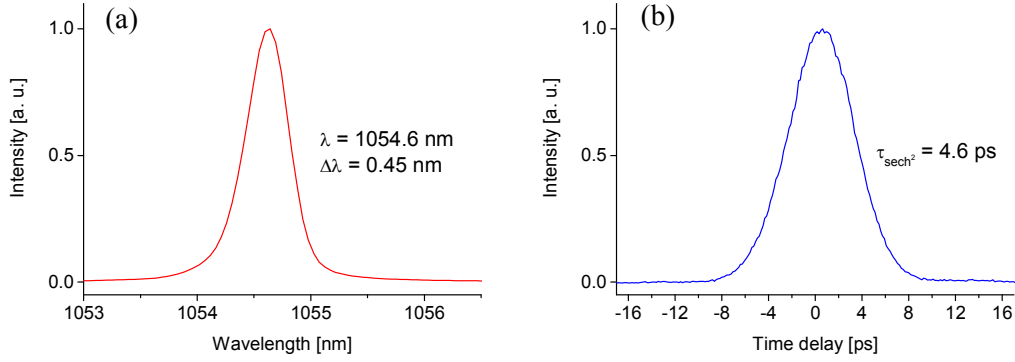 (a)
1.0
0.5
0.0
Intensity [a. u.]
λ = 1054.6 nm
Δλ = 0.45 nm
1053 1054 1055 1056
Wavelength [nm]
(b)
1.0
0.5
0.0
Intensity [a. u.]
τsech² = 4.6 ps
-16 -12 -8 -4 0 4 8 12 16
Time delay [ps]